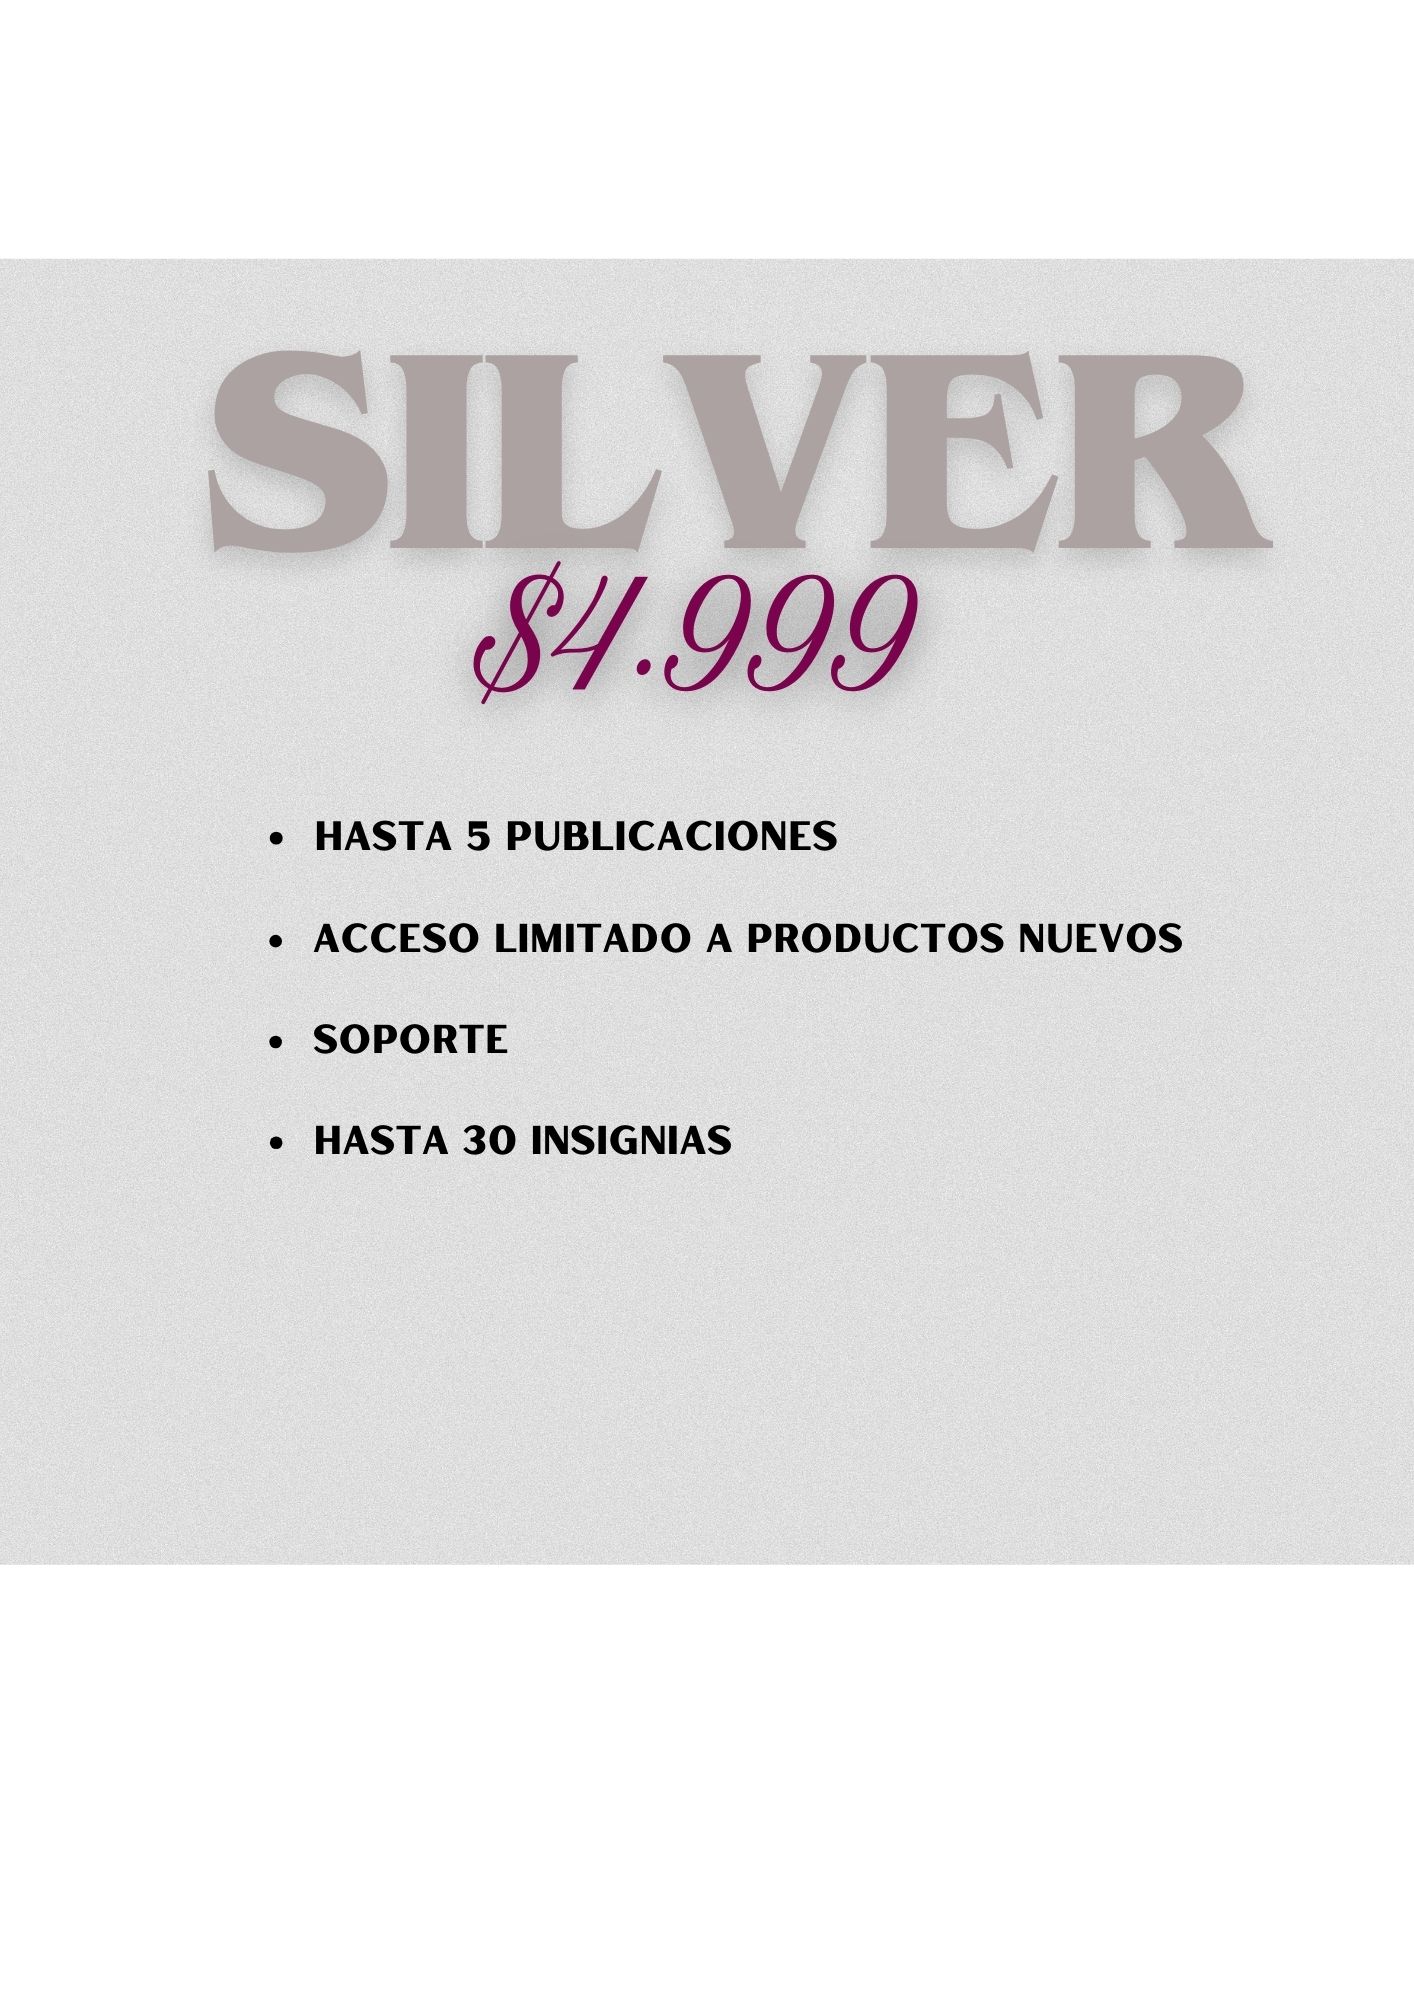 SILVER
$4.999
• HASTA 5 PUBLICACIONES
• ACCESO LIMITADO A PRODUCTOS NUEVOS
• SOPORTE
• HASTA 30 INSIGNIAS